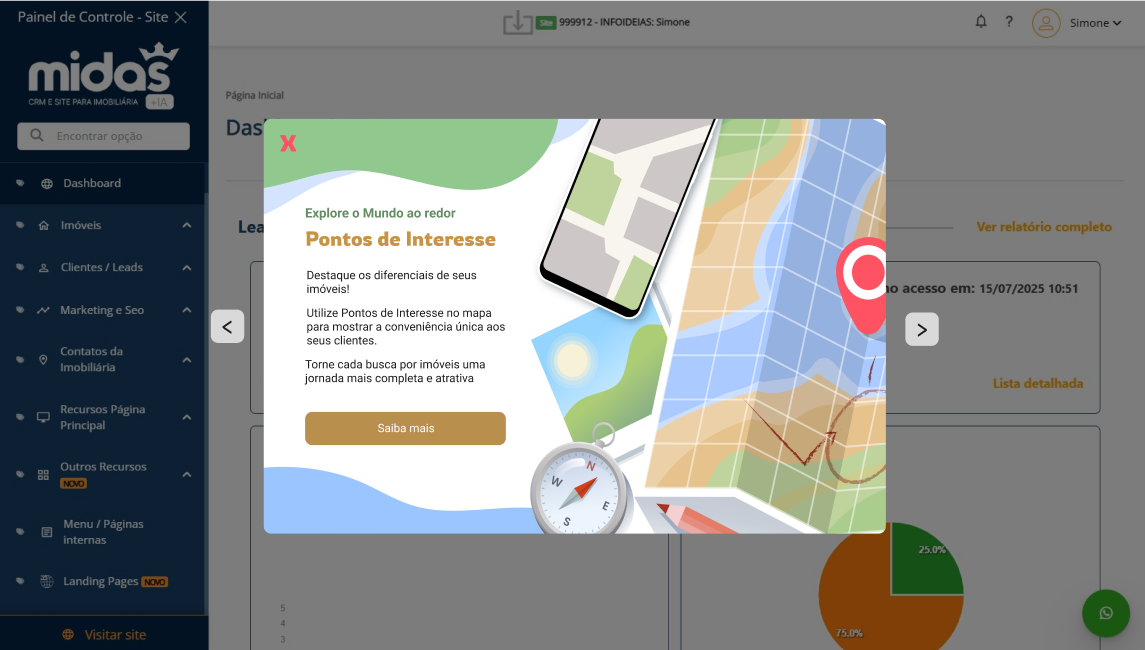 Painel de Controle - Site
midas
CRM E SITE PARA IMOBILIÁRIA +IA
Encontrar opção
Dashboard
Imóveis
Clientes / Leads
Marketing e Seo
Contatos da
Imobiliária
Recursos Página
Principal
Outros Recursos
NOVO
Menu / Páginas
internas
Landing Pages NOVO
Visitar site
Site 999912 - INFOIDEIAS: Simone
? Simone
Página Inicial
Das
X
Explore o Mundo ao redor
Pontos de Interesse
Destaque os diferenciais de seus
imóveis!
Utilize Pontos de Interesse no mapa
para mostrar a conveniência única aos
seus clientes.
Torne cada busca por imóveis uma
jornada mais completa e atrativa
Saiba mais
N
W
E
S
<
>
Lea
Ver relatório completo
no acesso em: 15/07/2025 10:51
Lista detalhada
5
4
3
25.0%
75.0%